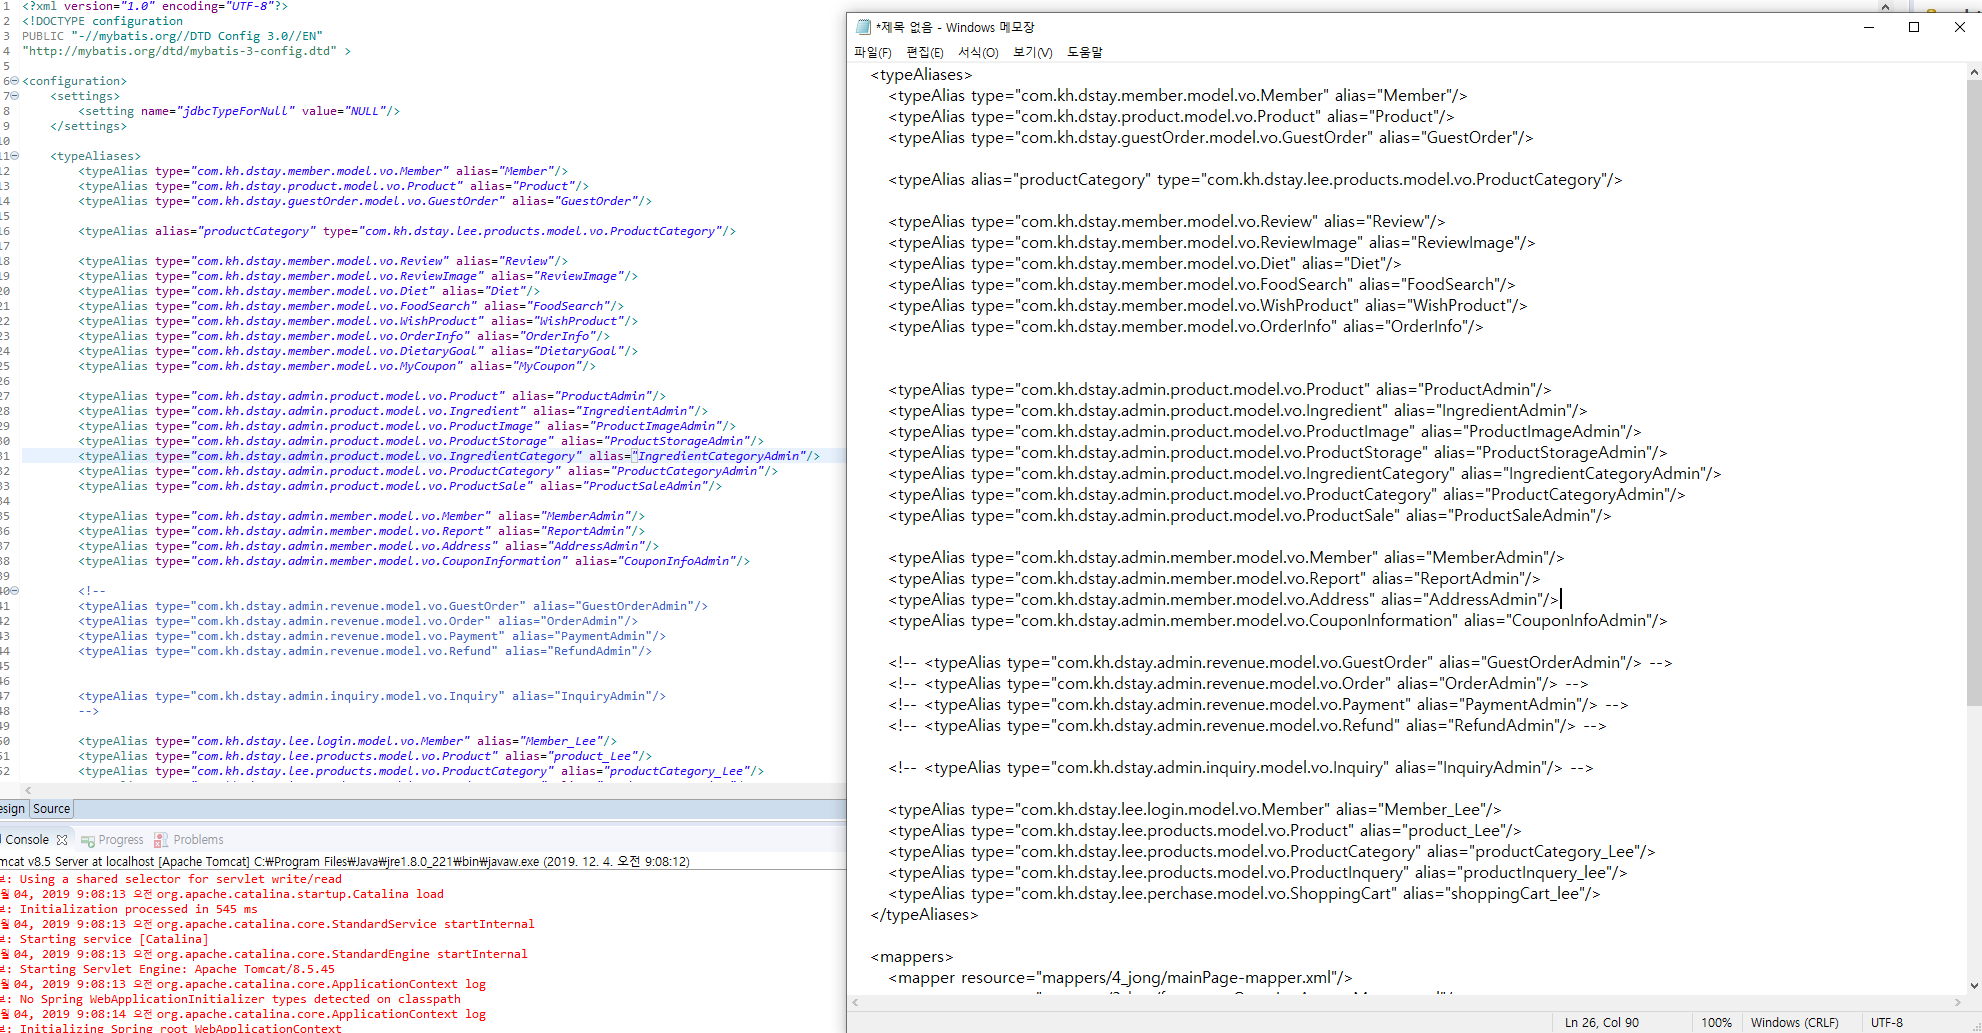 1 <?xml version="1.0" encoding="UTF-8"?>
2 <!DOCTYPE configuration
3 PUBLIC "-//mybatis.org//DTD Config 3.0//EN"
4 "http://mybatis.org/dtd/mybatis-3-config.dtd" >
5
6 <configuration>
7 <settings>
8 <setting name="jdbcTypeForNull" value="NULL"/>
9 </settings>
10
11 <typeAliases>
12 <typeAlias type="com.kh.dstay.member.model.vo.Member" alias="Member"/>
13 <typeAlias type="com.kh.dstay.product.model.vo.Product" alias="Product"/>
14 <typeAlias type="com.kh.dstay.guestOrder.model.vo.GuestOrder" alias="GuestOrder"/>
15
16 <typeAlias alias="productCategory" type="com.kh.dstay.lee.products.model.vo.ProductCategory"/>
17
18 <typeAlias type="com.kh.dstay.member.model.vo.Review" alias="Review"/>
19 <typeAlias type="com.kh.dstay.member.model.vo.ReviewImage" alias="ReviewImage"/>
20 <typeAlias type="com.kh.dstay.member.model.vo.Diet" alias="Diet"/>
21 <typeAlias type="com.kh.dstay.member.model.vo.FoodSearch" alias="FoodSearch"/>
22 <typeAlias type="com.kh.dstay.member.model.vo.WishProduct" alias="WishProduct"/>
23 <typeAlias type="com.kh.dstay.member.model.vo.OrderInfo" alias="OrderInfo"/>
24 <typeAlias type="com.kh.dstay.member.model.vo.DietaryGoal" alias="DietaryGoal"/>
25 <typeAlias type="com.kh.dstay.member.model.vo.MyCoupon" alias="MyCoupon"/>
26
27 <typeAlias type="com.kh.dstay.admin.product.model.vo.Product" alias="ProductAdmin"/>
28 <typeAlias type="com.kh.dstay.admin.product.model.vo.Ingredient" alias="IngredientAdmin"/>
29 <typeAlias type="com.kh.dstay.admin.product.model.vo.ProductImage" alias="ProductImageAdmin"/>
30 <typeAlias type="com.kh.dstay.admin.product.model.vo.ProductStorage" alias="ProductStorageAdmin"/>
31 <typeAlias type="com.kh.dstay.admin.product.model.vo.IngredientCategory" alias="IngredientCategoryAdmin"/>
32 <typeAlias type="com.kh.dstay.admin.product.model.vo.ProductCategory" alias="ProductCategoryAdmin"/>
33 <typeAlias type="com.kh.dstay.admin.product.model.vo.ProductSale" alias="ProductSaleAdmin"/>
34
35 <typeAlias type="com.kh.dstay.admin.member.model.vo.Member" alias="MemberAdmin"/>
36 <typeAlias type="com.kh.dstay.admin.member.model.vo.Report" alias="ReportAdmin"/>
37 <typeAlias type="com.kh.dstay.admin.member.model.vo.Address" alias="AddressAdmin"/>
38 <typeAlias type="com.kh.dstay.admin.member.model.vo.CouponInformation" alias="CouponInfoAdmin"/>
39
40 <!--
41 <typeAlias type="com.kh.dstay.admin.revenue.model.vo.GuestOrder" alias="GuestOrderAdmin"/>
42 <typeAlias type="com.kh.dstay.admin.revenue.model.vo.Order" alias="OrderAdmin"/>
43 <typeAlias type="com.kh.dstay.admin.revenue.model.vo.Payment" alias="PaymentAdmin"/>
44 <typeAlias type="com.kh.dstay.admin.revenue.model.vo.Refund" alias="RefundAdmin"/>
45
46
47 <typeAlias type="com.kh.dstay.admin.inquiry.model.vo.Inquiry" alias="InquiryAdmin"/>
48 -->
49
50 <typeAlias type="com.kh.dstay.lee.login.model.vo.Member" alias="Member_Lee"/>
51 <typeAlias type="com.kh.dstay.lee.products.model.vo.Product" alias="product_Lee"/>
52 <typeAlias type="com.kh.dstay.lee.products.model.vo.ProductCategory" alias="productCategory_Lee"/>
esign Source
Console Progress Problems
mcat v8.5 Server at localhost [Apache Tomcat] C:₩Program Files₩Java₩jre1.8.0_221₩bin₩javaw.exe (2019. 12. 4. 오전 9:08:12)
: Using a shared selector for servlet write/read
월 04, 2019 9:08:13 오전 org.apache.catalina.startup.Catalina load
: Initialization processed in 545 ms
월 04, 2019 9:08:13 오전 org.apache.catalina.core.StandardService startInternal
: Starting service [Catalina]
월 04, 2019 9:08:13 오전 org.apache.catalina.core.StandardEngine startInternal
: Starting Servlet Engine: Apache Tomcat/8.5.45
월 04, 2019 9:08:13 오전 org.apache.catalina.core.ApplicationContext log
: No Spring WebApplicationInitializer types detected on classpath
월 04, 2019 9:08:14 오전 org.apache.catalina.core.ApplicationContext log
: Initializing Spring root WebApplicationContext
*제목 없음 - Windows 메모장
파일(F) 편집(E) 서식(O) 보기(V) 도움말
<typeAliases>
<typeAlias type="com.kh.dstay.member.model.vo.Member" alias="Member"/>
<typeAlias type="com.kh.dstay.product.model.vo.Product" alias="Product"/>
<typeAlias type="com.kh.dstay.guestOrder.model.vo.GuestOrder" alias="GuestOrder"/>
<typeAlias alias="productCategory" type="com.kh.dstay.lee.products.model.vo.ProductCategory"/>
<typeAlias type="com.kh.dstay.member.model.vo.Review" alias="Review"/>
<typeAlias type="com.kh.dstay.member.model.vo.ReviewImage" alias="ReviewImage"/>
<typeAlias type="com.kh.dstay.member.model.vo.Diet" alias="Diet"/>
<typeAlias type="com.kh.dstay.member.model.vo.FoodSearch" alias="FoodSearch"/>
<typeAlias type="com.kh.dstay.member.model.vo.WishProduct" alias="WishProduct"/>
<typeAlias type="com.kh.dstay.member.model.vo.OrderInfo" alias="OrderInfo"/>
<typeAlias type="com.kh.dstay.admin.product.model.vo.Product" alias="ProductAdmin"/>
<typeAlias type="com.kh.dstay.admin.product.model.vo.Ingredient" alias="IngredientAdmin"/>
<typeAlias type="com.kh.dstay.admin.product.model.vo.ProductImage" alias="ProductImageAdmin"/>
<typeAlias type="com.kh.dstay.admin.product.model.vo.ProductStorage" alias="ProductStorageAdmin"/>
<typeAlias type="com.kh.dstay.admin.product.model.vo.IngredientCategory" alias="IngredientCategoryAdmin"/>
<typeAlias type="com.kh.dstay.admin.product.model.vo.ProductCategory" alias="ProductCategoryAdmin"/>
<typeAlias type="com.kh.dstay.admin.product.model.vo.ProductSale" alias="ProductSaleAdmin"/>
<typeAlias type="com.kh.dstay.admin.member.model.vo.Member" alias="MemberAdmin"/>
<typeAlias type="com.kh.dstay.admin.member.model.vo.Report" alias="ReportAdmin"/>
<typeAlias type="com.kh.dstay.admin.member.model.vo.Address" alias="AddressAdmin"/>
<typeAlias type="com.kh.dstay.admin.member.model.vo.CouponInformation" alias="CouponInfoAdmin"/>
<!-- <typeAlias type="com.kh.dstay.admin.revenue.model.vo.GuestOrder" alias="GuestOrderAdmin"/> -->
<!-- <typeAlias type="com.kh.dstay.admin.revenue.model.vo.Order" alias="OrderAdmin"/> -->
<!-- <typeAlias type="com.kh.dstay.admin.revenue.model.vo.Payment" alias="PaymentAdmin"/> -->
<!-- <typeAlias type="com.kh.dstay.admin.revenue.model.vo.Refund" alias="RefundAdmin"/> -->
<!-- <typeAlias type="com.kh.dstay.admin.inquiry.model.vo.Inquiry" alias="InquiryAdmin"/> -->
<typeAlias type="com.kh.dstay.lee.login.model.vo.Member" alias="Member_Lee"/>
<typeAlias type="com.kh.dstay.lee.products.model.vo.Product" alias="product_Lee"/>
<typeAlias type="com.kh.dstay.lee.products.model.vo.ProductCategory" alias="productCategory_Lee"/>
<typeAlias type="com.kh.dstay.lee.products.model.vo.ProductInquery" alias="productInquery_lee"/>
<typeAlias type="com.kh.dstay.lee.perchase.model.vo.ShoppingCart" alias="shoppingCart_lee"/>
</typeAliases>
<mappers>
<mapper resource="mappers/4_jong/mainPage-mapper.xml"/>
Ln 26, Col 90 100% Windows (CRLF) UTF-8